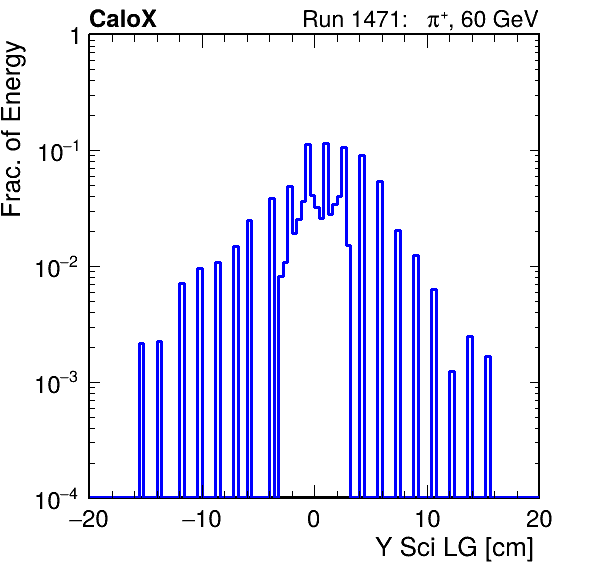 CaloX Run 1471: π⁺, 60 GeV
Frac. of Energy
1
10⁻¹
10⁻²
10⁻³
10⁻⁴
−20 −10 0 10 20
Y Sci LG [cm]